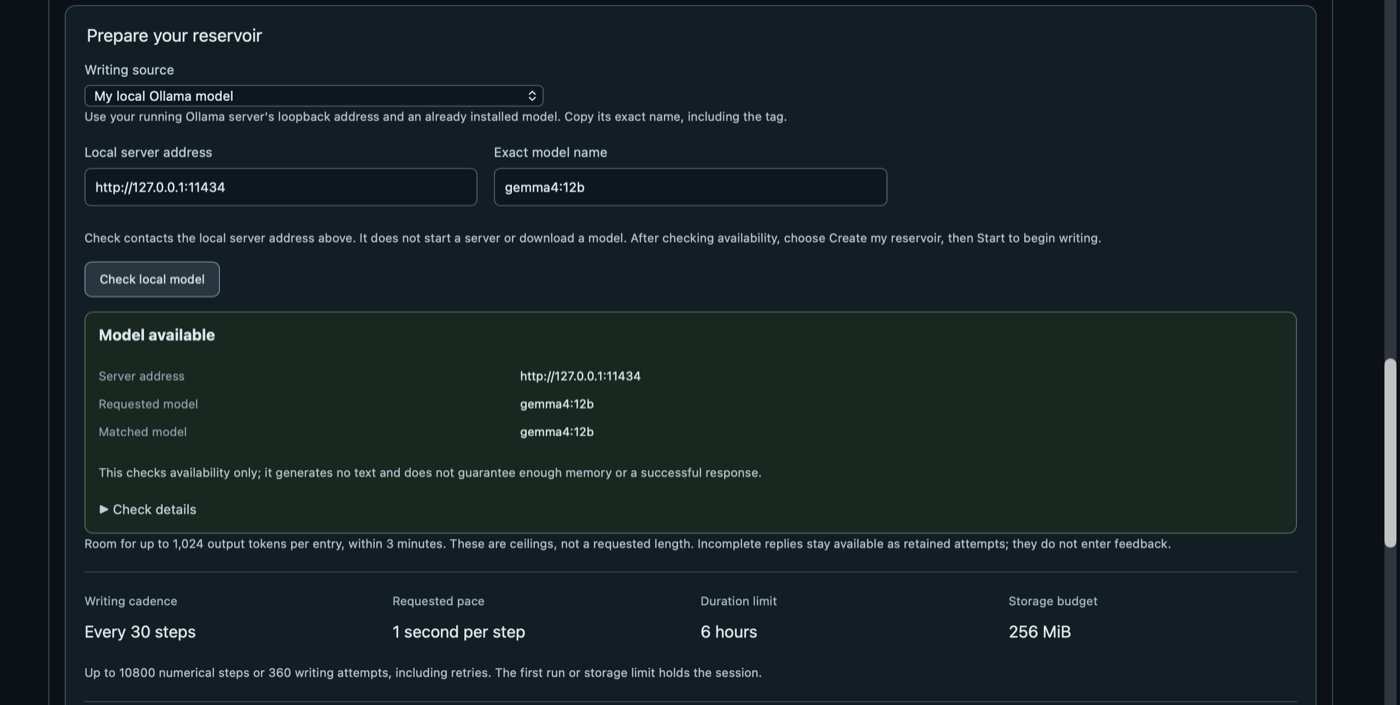 Prepare your reservoir
Writing source
My local Ollama model
Use your running Ollama server's loopback address and an already installed model. Copy its exact name, including the tag.
Local server address
Exact model name
http://127.0.0.1:11434
gemma4:12b
Check contacts the local server address above. It does not start a server or download a model. After checking availability, choose Create my reservoir, then Start to begin writing.
Check local model
Model available
Server address http://127.0.0.1:11434
Requested model gemma4:12b
Matched model gemma4:12b
This checks availability only; it generates no text and does not guarantee enough memory or a successful response.
Check details
Room for up to 1,024 output tokens per entry, within 3 minutes. These are ceilings, not a requested length. Incomplete replies stay available as retained attempts; they do not enter feedback.
Writing cadence Requested pace Duration limit Storage budget
Every 30 steps 1 second per step 6 hours 256 MiB
Up to 10800 numerical steps or 360 writing attempts, including retries. The first run or storage limit holds the session.